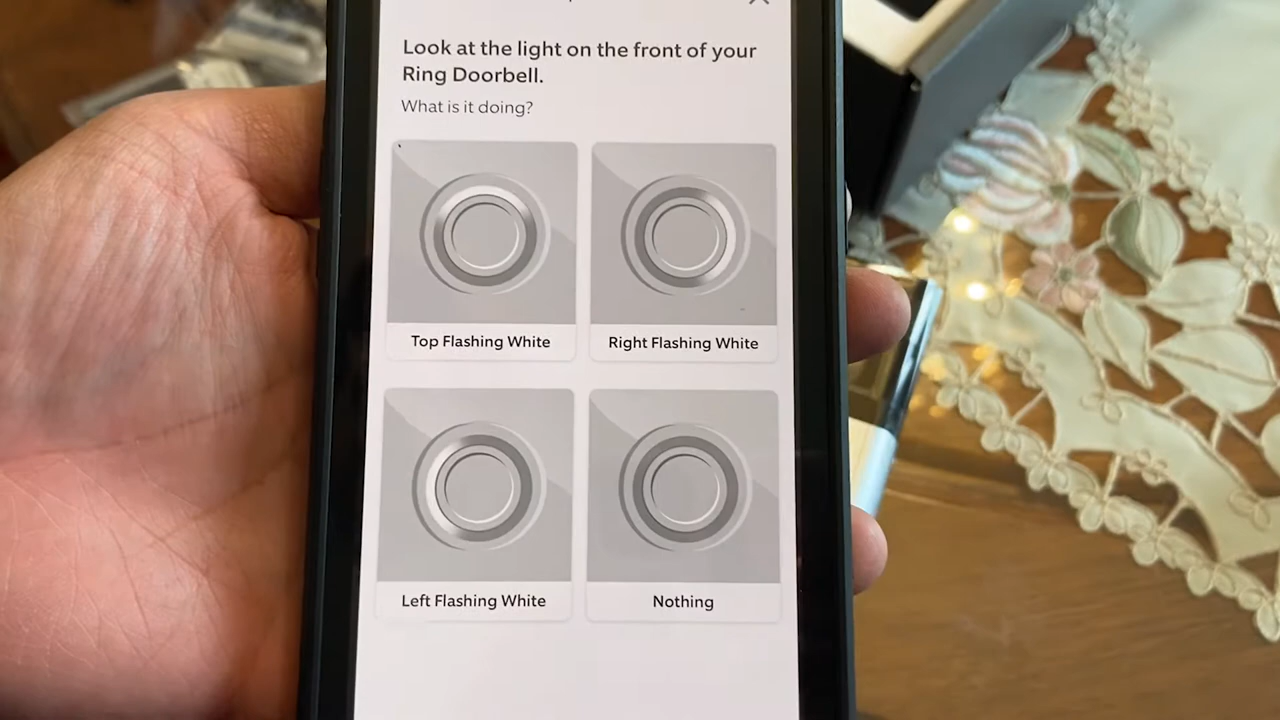 Look at the light on the front of your
Ring Doorbell.
What is it doing?
Top Flashing White
Right Flashing White
Left Flashing White
Nothing